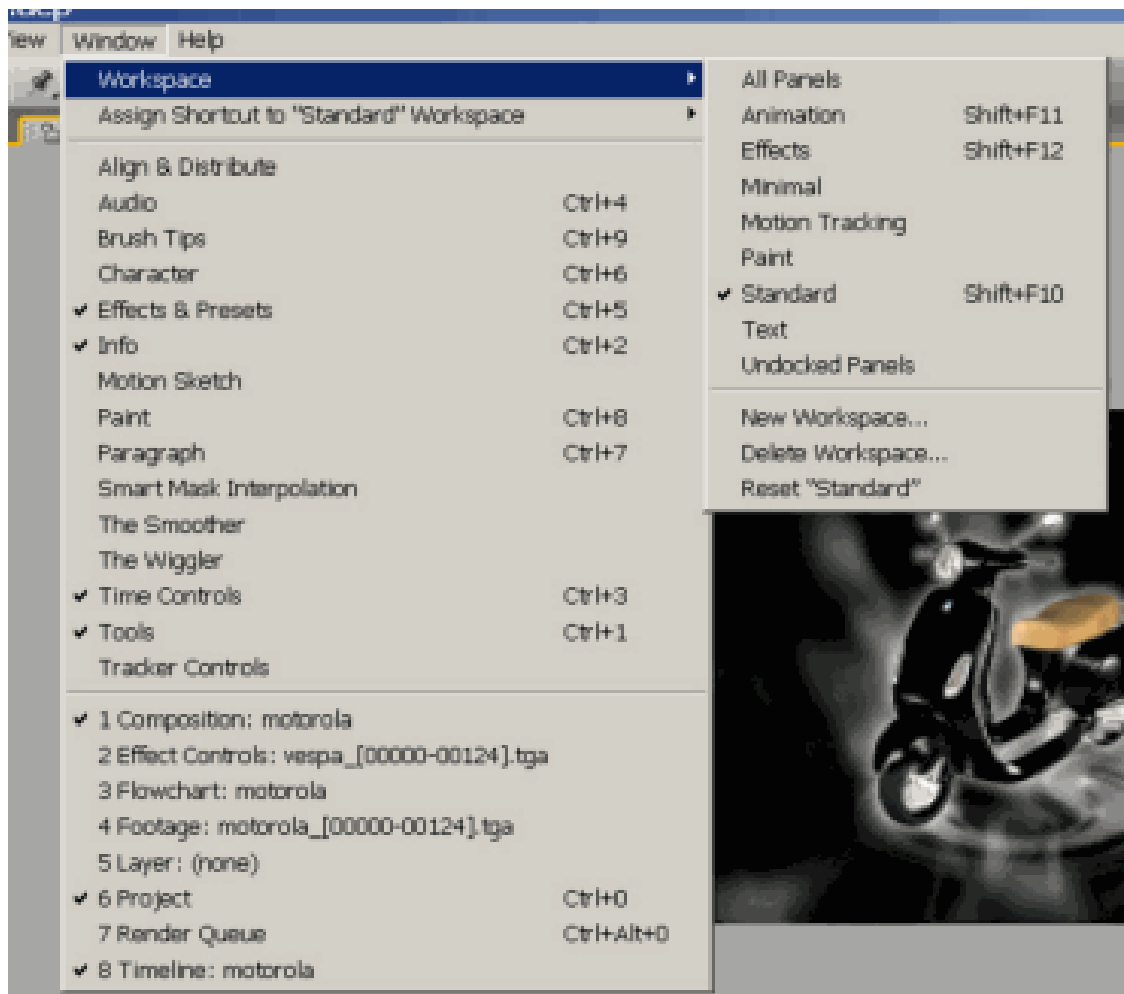 Window Help
Workspace
Assign Shortcut to "Standard" Workspace
Align & Distribute
Audio Ctrl+4
Brush Tips Ctrl+9
Character Ctrl+6
Effects & Presets Ctrl+5
Info Ctrl+2
Motion Sketch
Paint Ctrl+8
Paragraph Ctrl+7
Smart Mask Interpolation
The Smoother
The Wiggler
Time Controls Ctrl+3
Tools Ctrl+1
Tracker Controls
1 Composition: motorola
2 Effect Controls: vespa_[00000-00124].tga
3 Flowchart: motorola
4 Footage: motorola_[00000-00124].tga
5 Layer: (none)
6 Project Ctrl+0
7 Render Queue Ctrl+Alt+0
8 Timeline: motorola
All Panels
Animation Shift+F11
Effects Shift+F12
Minimal
Motion Tracking
Paint
Standard Shift+F10
Text
Undocked Panels
New Workspace...
Delete Workspace...
Reset "Standard"